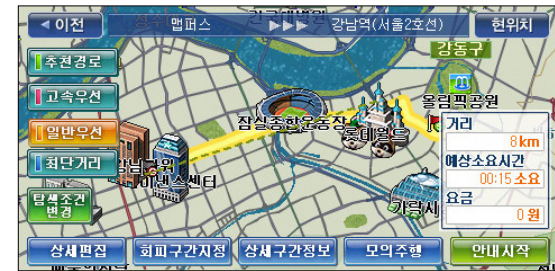 ◀ 이전
맵퍼스 ▶▶▶ 강남역(서울2호선)
현위치
강동구
추천경로
고속우선
일반우선
최단거리
탐색조건
변경
올림픽공원
잠실종합운동장
롯데월드
가락시
거리
8 km
예상소요시간
00:15 소요
요금
0 원
상세편집
회피구간지정
상세구간정보
모의주행
안내시작